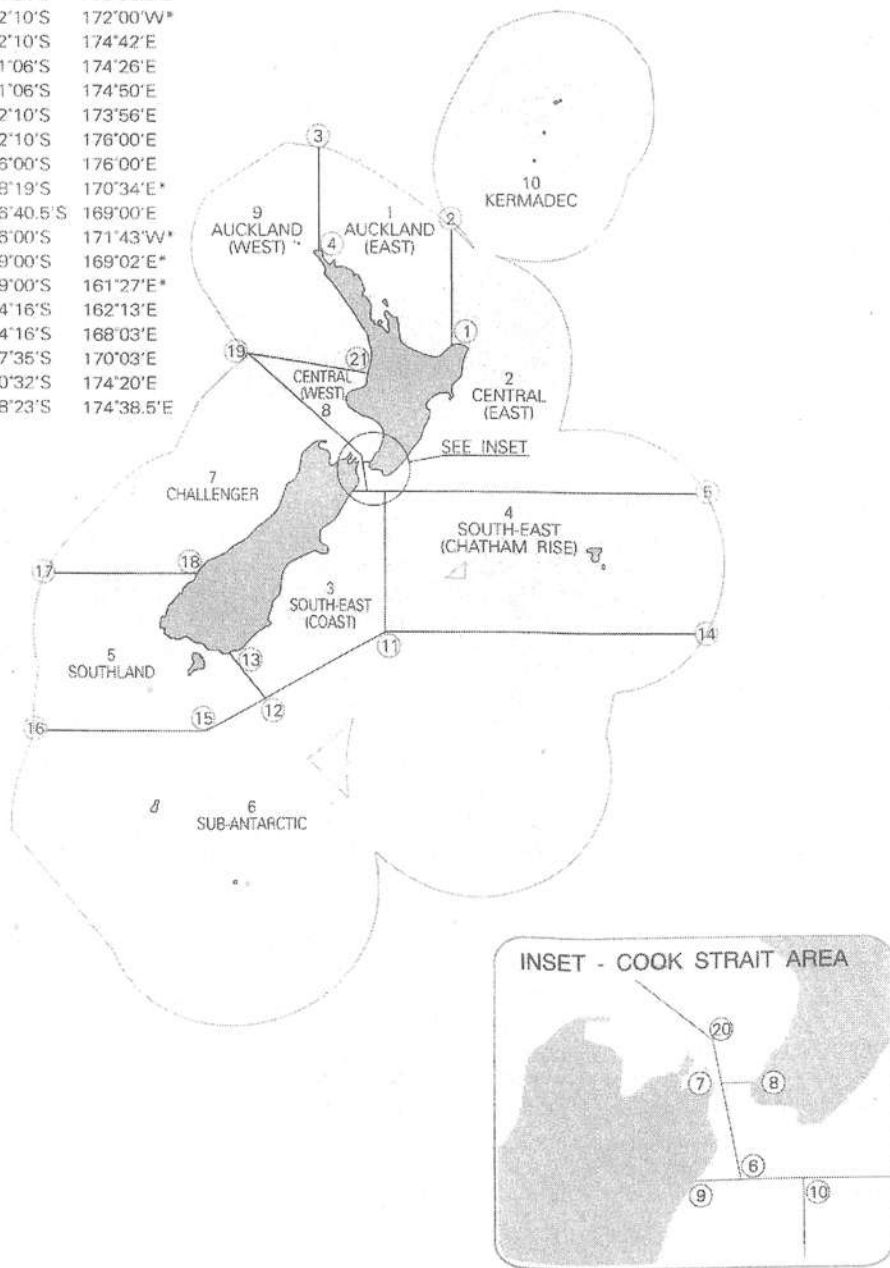 2°10'S 172°00'W*
2°10'S 174°42'E
1°06'S 174°26'E
1°06'S 174°50'E
2°10'S 173°56'E
2°10'S 176°00'E
6°00'S 176°00'E
8°19'S 170°34'E*
6°40.5'S 169°00'E
6°00'S 171°43'W*
9°00'S 169°02'E*
9°00'S 161°27'E*
4°16'S 162°13'E
4°16'S 168°03'E
7°35'S 170°03'E
0°32'S 174°20'E
8°23'S 174°38.5'E
3
10
KERMADEC
2
9
AUCKLAND
(WEST)
1
AUCKLAND
(EAST)
4
1
19
21
CENTRAL
(WEST)
8
2
CENTRAL
(EAST)
SEE INSET
7
CHALLENGER
5
4
SOUTH-EAST
(CHATHAM RISE)
17
18
3
SOUTH-EAST
(COAST)
11
14
5
SOUTHLAND
13
12
15
16
6
SUB-ANTARCTIC
INSET - COOK STRAIT AREA
20
7
8
6
9
10